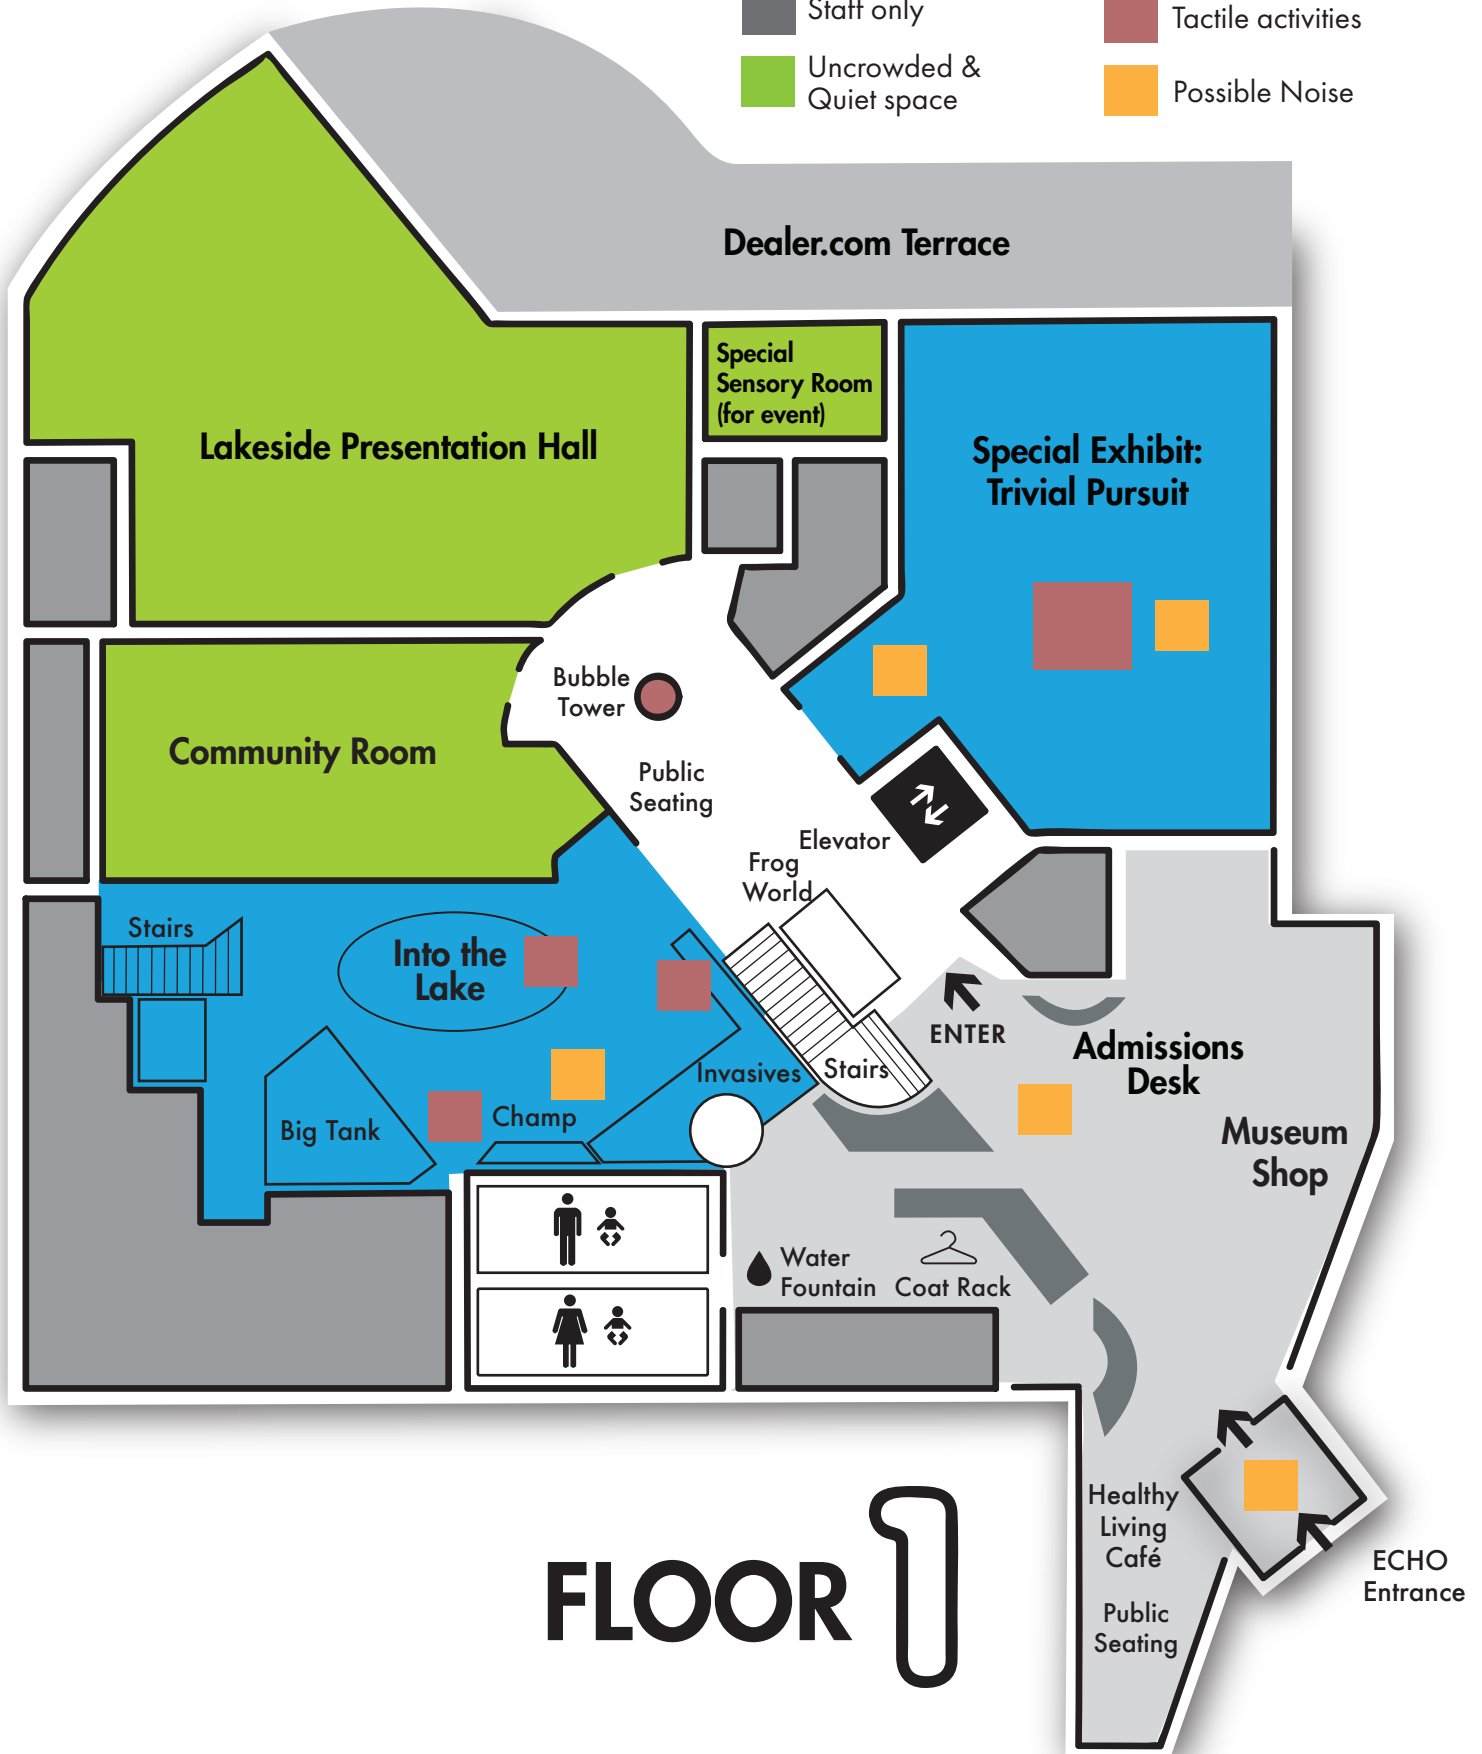 Staff only
Tactile activities
Uncrowded &
Quiet space
Possible Noise
Dealer.com Terrace
Special
Sensory Room
(for event)
Lakeside Presentation Hall
Special Exhibit:
Trivial Pursuit
Bubble
Tower
Community Room
Public
Seating
Elevator
Frog
World
Stairs
Into the
Lake
ENTER
Admissions
Desk
Invasives
Stairs
Champ
Big Tank
Museum
Shop
Water
Fountain
Coat Rack
Healthy
Living
Café
ECHO
Entrance
Public
Seating
FLOOR 1